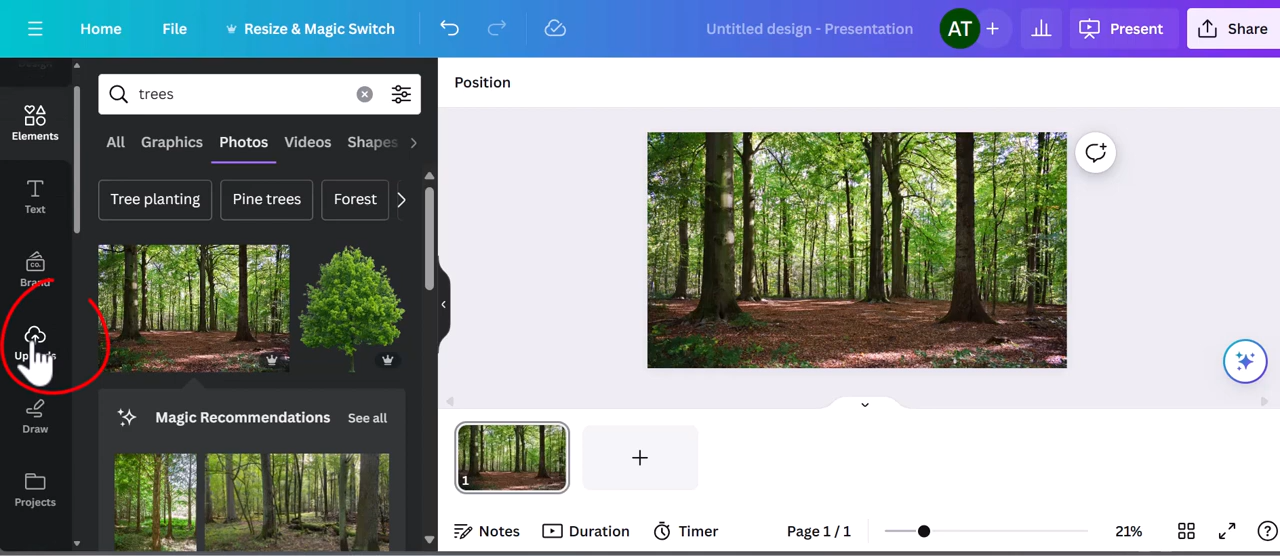 Home File Resize & Magic Switch Untitled design - Presentation AT + Present Share
Position
Elements
Text
Brand
CO.
Draw
Projects
trees
All Graphics Photos Videos Shapes
Tree planting Pine trees Forest
Magic Recommendations See all
1
+
Notes Duration Timer Page 1 / 1 21% ?